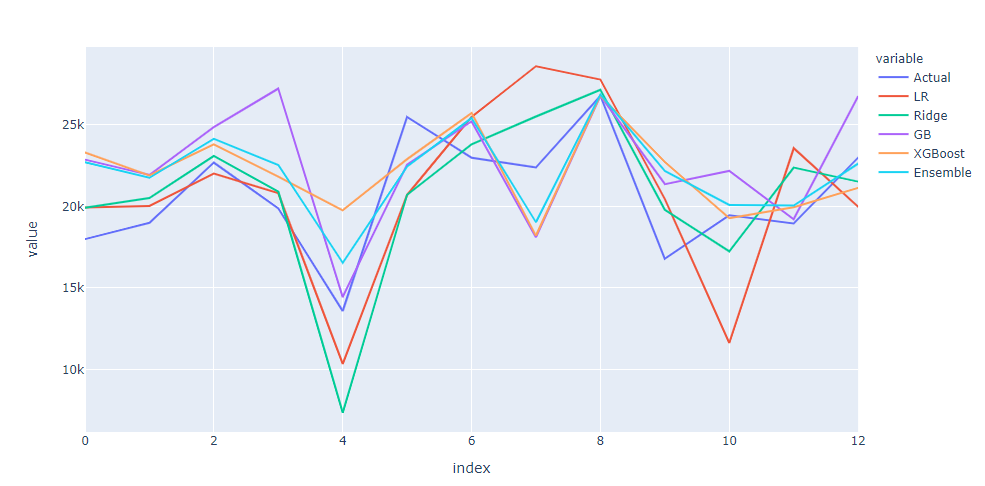 variable
Actual
LR
Ridge
GB
XGBoost
Ensemble
value
25k
20k
15k
10k
0 2 4 6 8 10 12
index